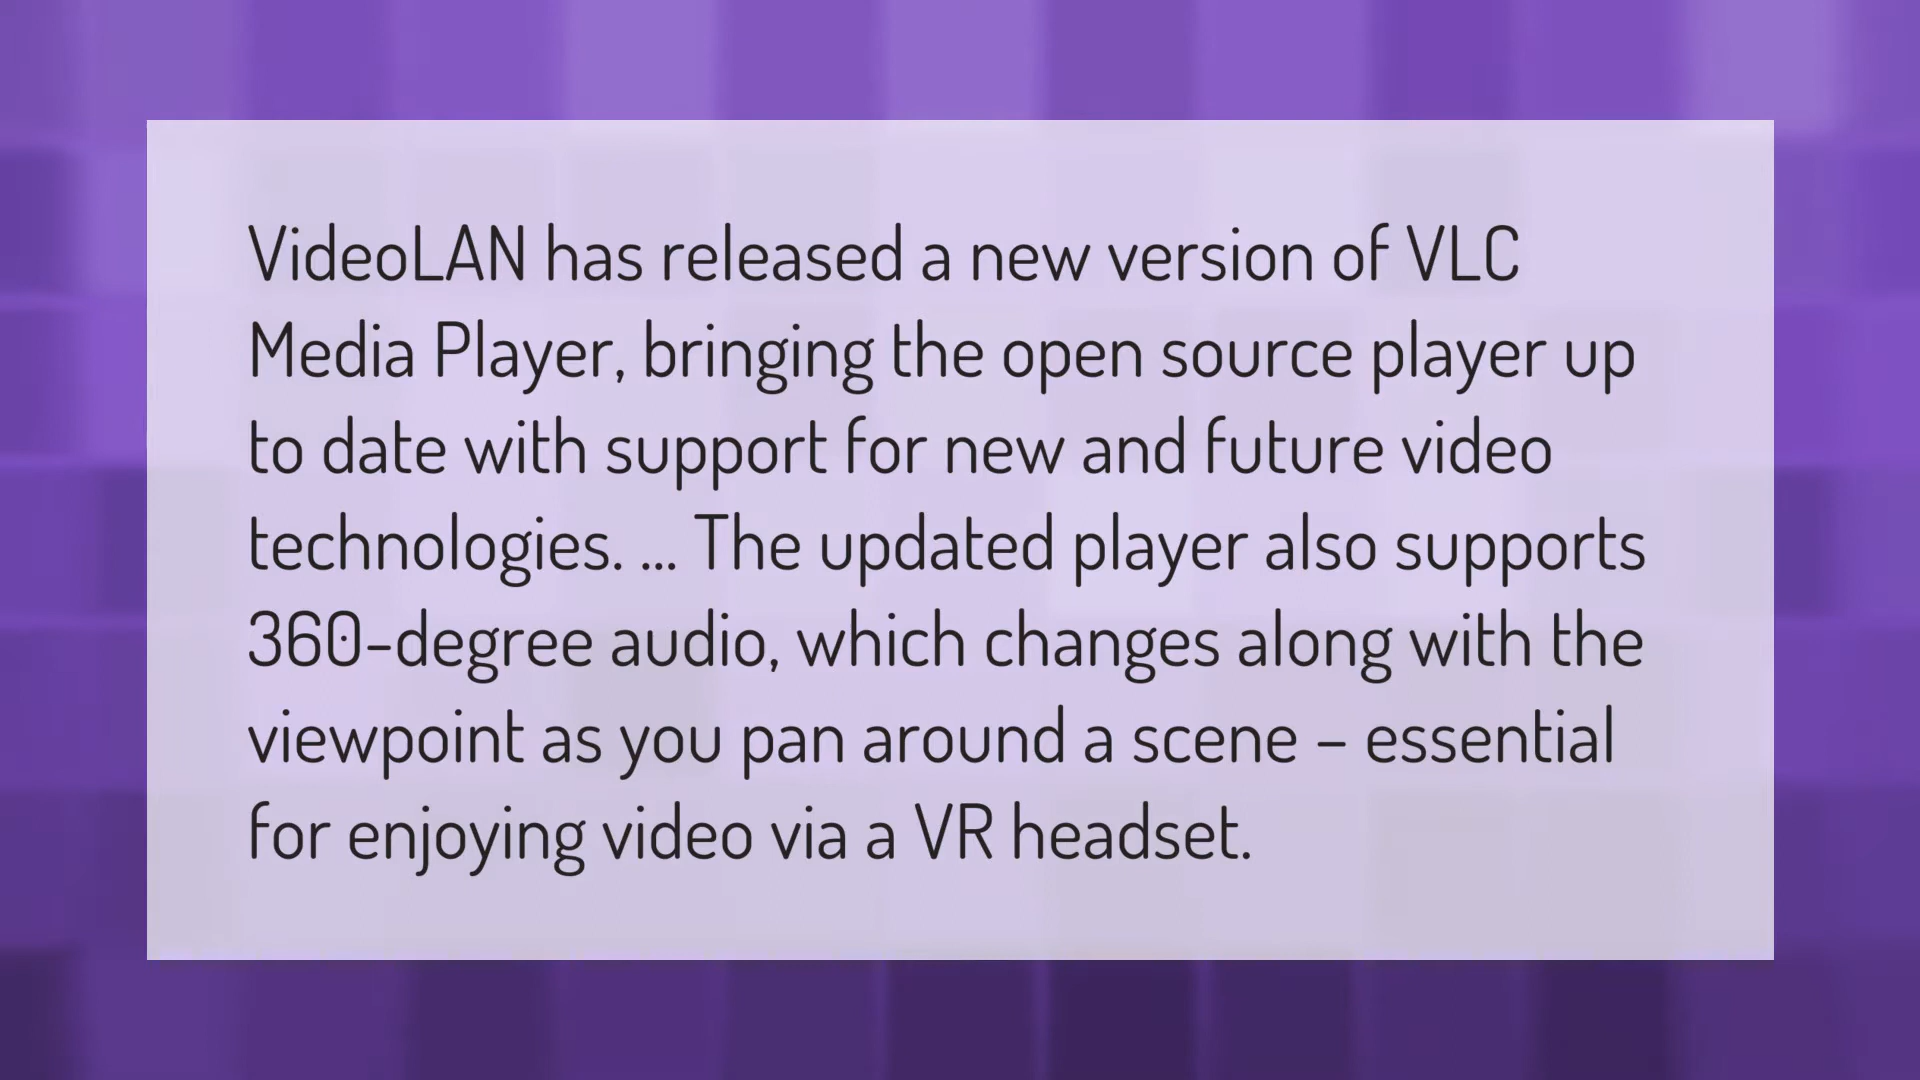 VideoLAN has released a new version of VLC
Media Player, bringing the open source player up
to date with support for new and future video
technologies. ... The updated player also supports
360-degree audio, which changes along with the
viewpoint as you pan around a scene – essential
for enjoying video via a VR headset.